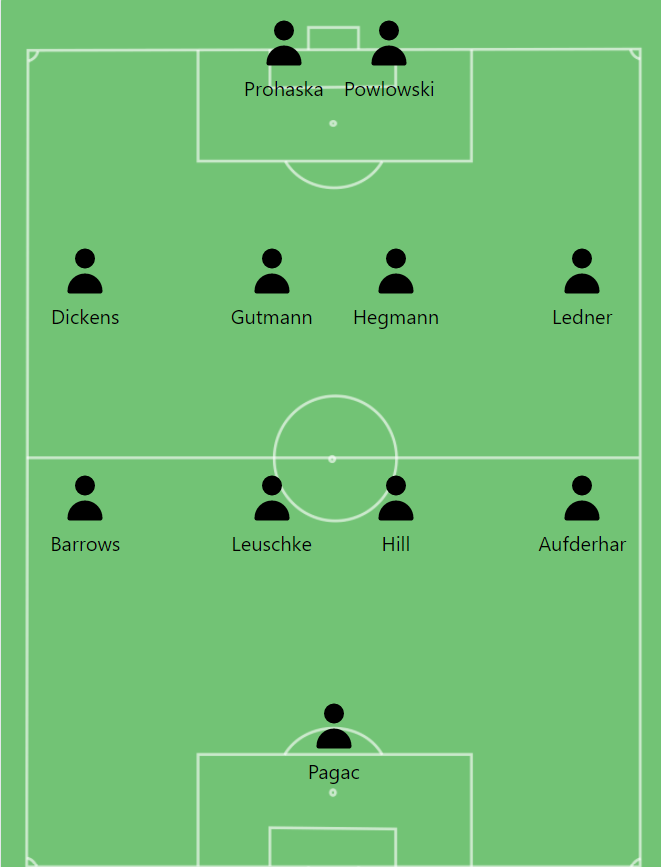 Prohaska Powlowski
Dickens Gutmann Hegmann Ledner
Barrows Leuschke Hill Aufderhar
Pagac